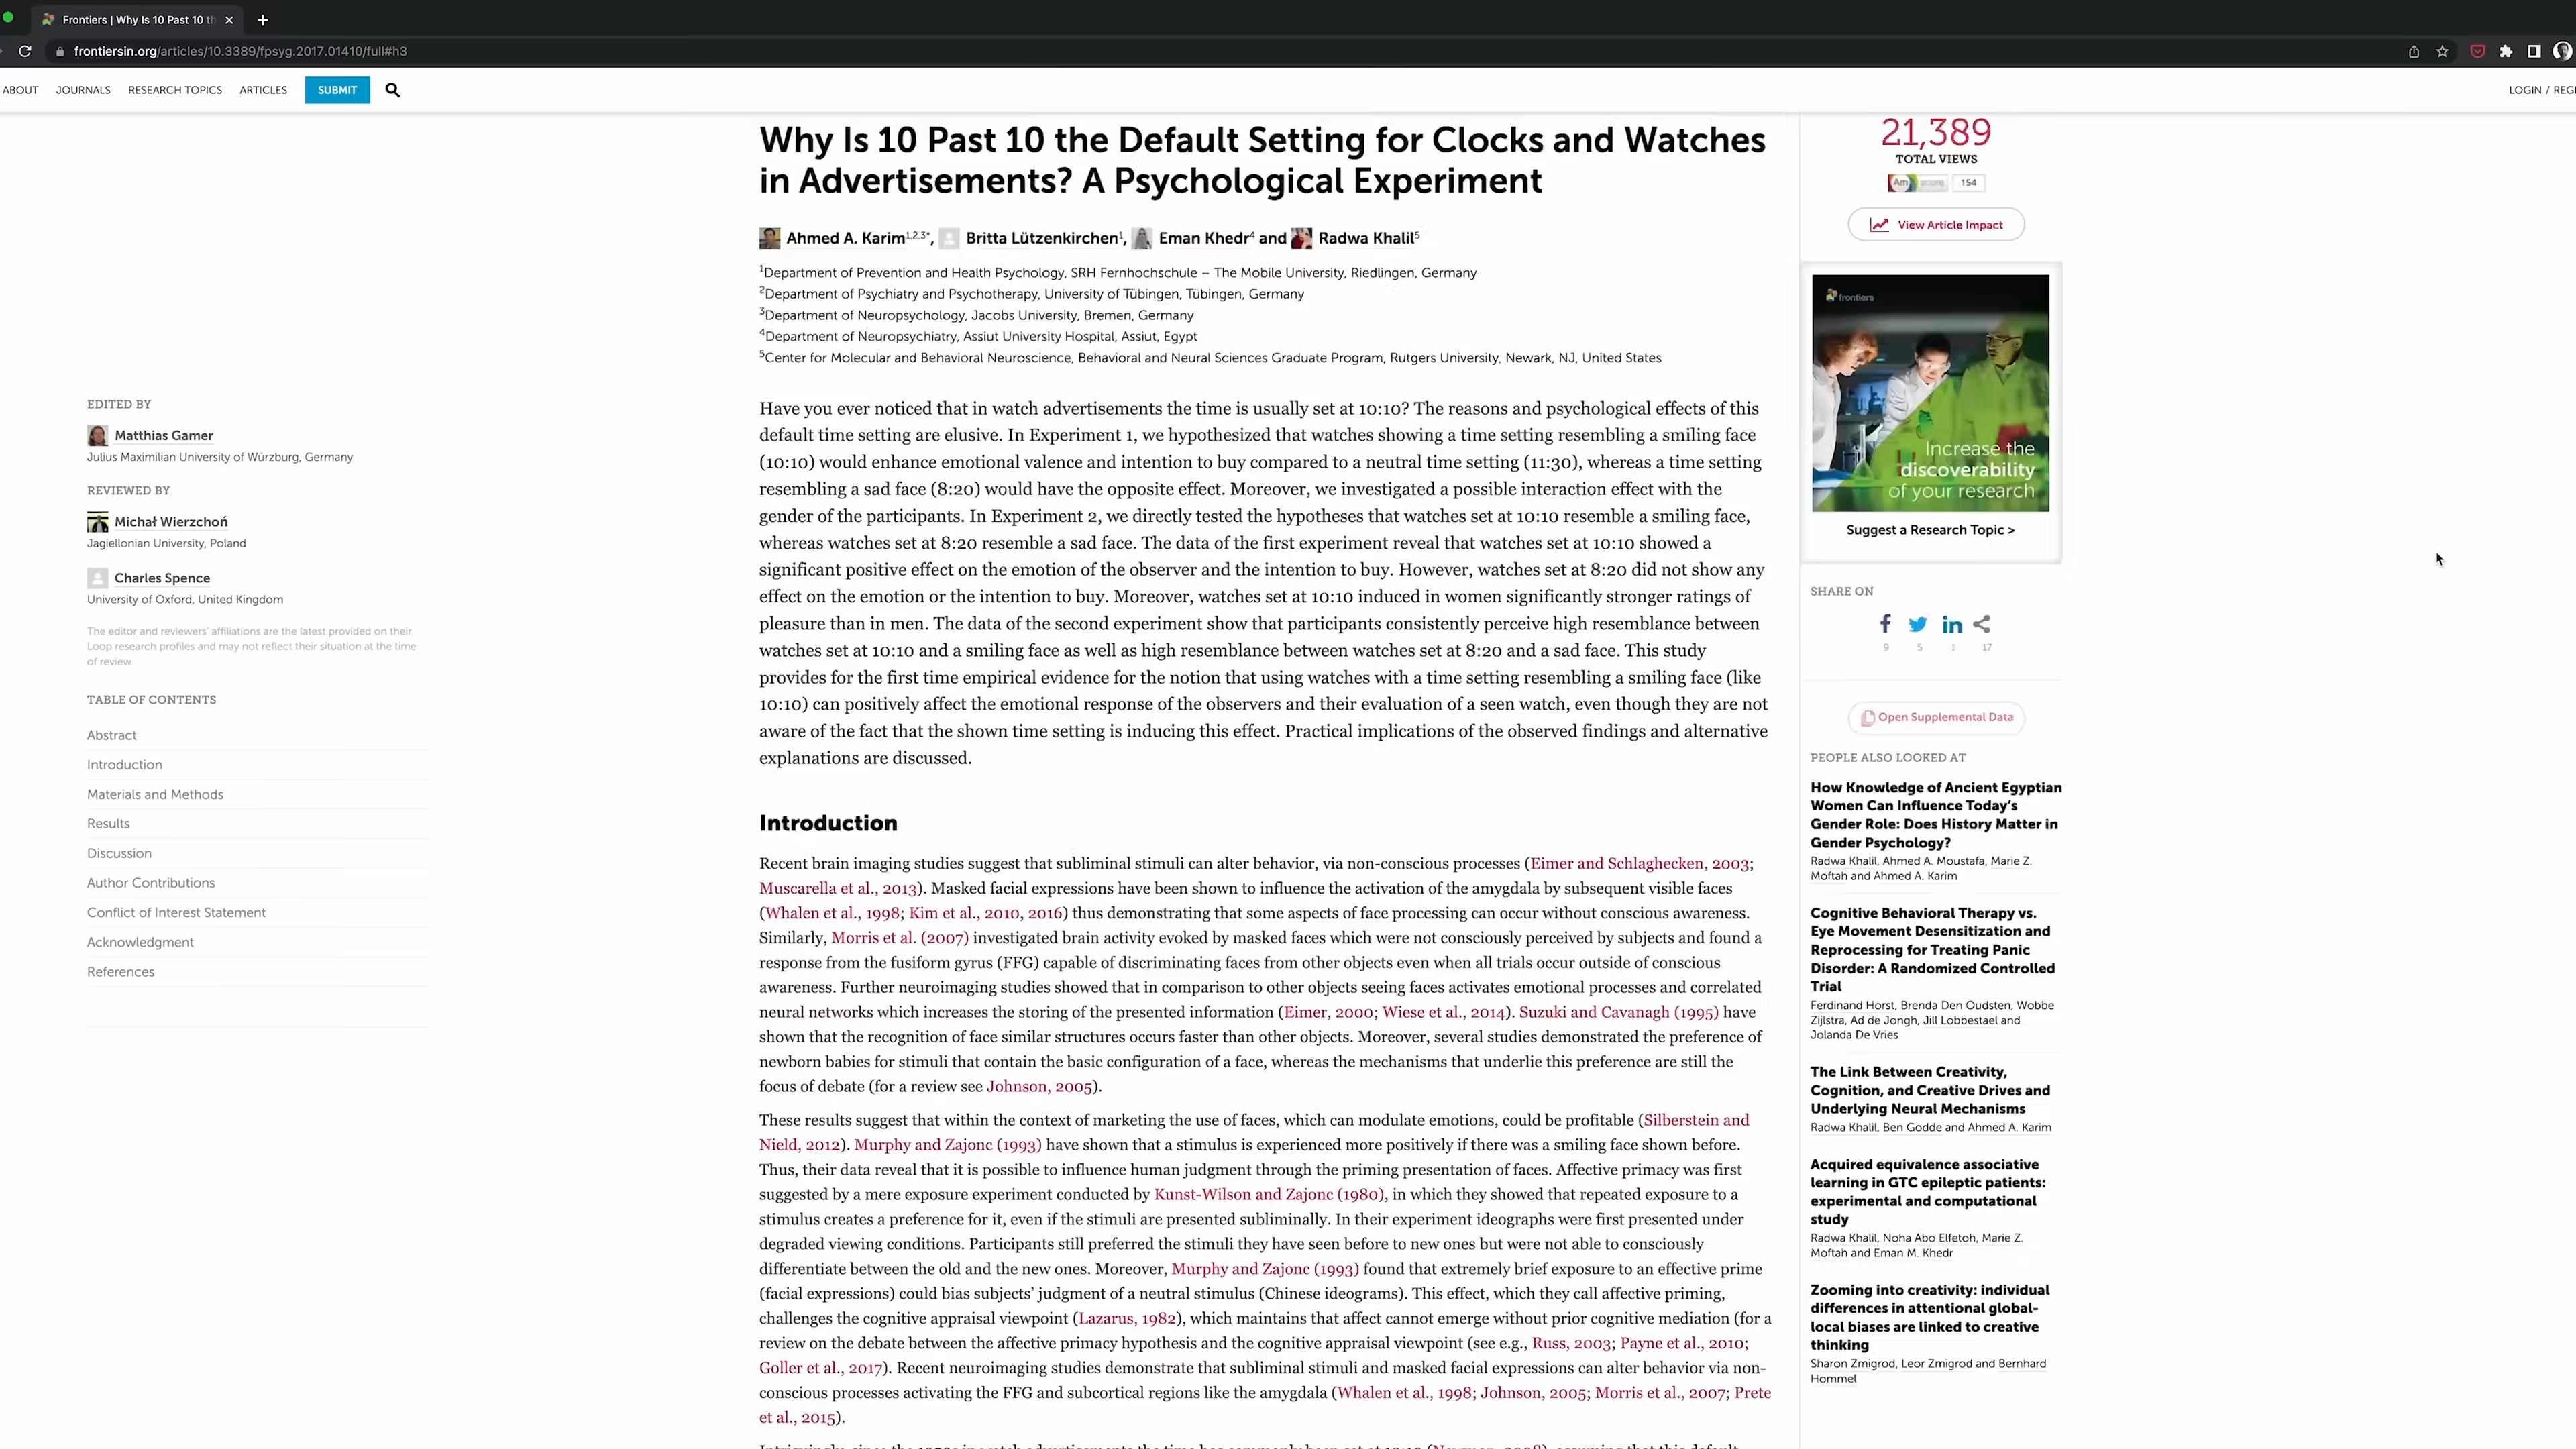 Frontiers | Why Is 10 Past 10 th
frontiersin.org/articles/10.3389/fpsyg.2017.01410/full#h3
ABOUT JOURNALS RESEARCH TOPICS ARTICLES SUBMIT
LOGIN / REGI
Why Is 10 Past 10 the Default Setting for Clocks and Watches
in Advertisements? A Psychological Experiment
Ahmed A. Karim1,2,3*, Britta Lützenkirchen1, Eman Khedr4 and Radwa Khalil5
1Department of Prevention and Health Psychology, SRH Fernhochschule – The Mobile University, Riedlingen, Germany
2Department of Psychiatry and Psychotherapy, University of Tübingen, Tübingen, Germany
3Department of Neuropsychology, Jacobs University, Bremen, Germany
4Department of Neuropsychiatry, Assiut University Hospital, Assiut, Egypt
5Center for Molecular and Behavioral Neuroscience, Behavioral and Neural Sciences Graduate Program, Rutgers University, Newark, NJ, United States
EDITED BY
Matthias Gamer
Julius Maximilian University of Würzburg, Germany
REVIEWED BY
Michał Wierzchoń
Jagiellonian University, Poland
Charles Spence
University of Oxford, United Kingdom
The editor and reviewers' affiliations are the latest provided on their
Loop research profiles and may not reflect their situation at the time
of review.
TABLE OF CONTENTS
Abstract
Introduction
Materials and Methods
Results
Discussion
Author Contributions
Conflict of Interest Statement
Acknowledgment
References
Have you ever noticed that in watch advertisements the time is usually set at 10:10? The reasons and psychological effects of this
default time setting are elusive. In Experiment 1, we hypothesized that watches showing a time setting resembling a smiling face
(10:10) would enhance emotional valence and intention to buy compared to a neutral time setting (11:30), whereas a time setting
resembling a sad face (8:20) would have the opposite effect. Moreover, we investigated a possible interaction effect with the
gender of the participants. In Experiment 2, we directly tested the hypotheses that watches set at 10:10 resemble a smiling face,
whereas watches set at 8:20 resemble a sad face. The data of the first experiment reveal that watches set at 10:10 showed a
significant positive effect on the emotion of the observer and the intention to buy. However, watches set at 8:20 did not show any
effect on the emotion or the intention to buy. Moreover, watches set at 10:10 induced in women significantly stronger ratings of
pleasure than in men. The data of the second experiment show that participants consistently perceive high resemblance between
watches set at 10:10 and a smiling face as well as high resemblance between watches set at 8:20 and a sad face. This study
provides for the first time empirical evidence for the notion that using watches with a time setting resembling a smiling face (like
10:10) can positively affect the emotional response of the observers and their evaluation of a seen watch, even though they are not
aware of the fact that the shown time setting is inducing this effect. Practical implications of the observed findings and alternative
explanations are discussed.
Introduction
Recent brain imaging studies suggest that subliminal stimuli can alter behavior, via non-conscious processes (Eimer and Schlaghecken, 2003;
Muscarella et al., 2013). Masked facial expressions have been shown to influence the activation of the amygdala by subsequent visible faces
(Whalen et al., 1998; Kim et al., 2010, 2016) thus demonstrating that some aspects of face processing can occur without conscious awareness.
Similarly, Morris et al. (2007) investigated brain activity evoked by masked faces which were not consciously perceived by subjects and found a
response from the fusiform gyrus (FFG) capable of discriminating faces from other objects even when all trials occur outside of conscious
awareness. Further neuroimaging studies showed that in comparison to other objects seeing faces activates emotional processes and correlated
neural networks which increases the storing of the presented information (Eimer, 2000; Wiese et al., 2014). Suzuki and Cavanagh (1995) have
shown that the recognition of face similar structures occurs faster than other objects. Moreover, several studies demonstrated the preference of
newborn babies for stimuli that contain the basic configuration of a face, whereas the mechanisms that underlie this preference are still the
focus of debate (for a review see Johnson, 2005).
These results suggest that within the context of marketing the use of faces, which can modulate emotions, could be profitable (Silberstein and
Nield, 2012). Murphy and Zajonc (1993) have shown that a stimulus is experienced more positively if there was a smiling face shown before.
Thus, their data reveal that it is possible to influence human judgment through the priming presentation of faces. Affective primacy was first
suggested by a mere exposure experiment conducted by Kunst-Wilson and Zajonc (1980), in which they showed that repeated exposure to a
stimulus creates a preference for it, even if the stimuli are presented subliminally. In their experiment ideographs were first presented under
degraded viewing conditions. Participants still preferred the stimuli they have seen before to new ones but were not able to consciously
differentiate between the old and the new ones. Moreover, Murphy and Zajonc (1993) found that extremely brief exposure to an effective prime
(facial expressions) could bias subjects' judgment of a neutral stimulus (Chinese ideograms). This effect, which they call affective priming,
challenges the cognitive appraisal viewpoint (Lazarus, 1982), which maintains that affect cannot emerge without prior cognitive mediation (for a
review on the debate between the affective primacy hypothesis and the cognitive appraisal viewpoint (see e.g., Russ, 2003; Payne et al., 2010;
Goller et al., 2017). Recent neuroimaging studies demonstrate that subliminal stimuli and masked facial expressions can alter behavior via non-
conscious processes activating the FFG and subcortical regions like the amygdala (Whalen et al., 1998; Johnson, 2005; Morris et al., 2007; Prete
et al., 2015).
21,389
TOTAL VIEWS
Am score 154
View Article Impact
frontiers
Increase the
discoverability
of your research
Suggest a Research Topic >
SHARE ON
9 5 1 17
Open Supplemental Data
PEOPLE ALSO LOOKED AT
How Knowledge of Ancient Egyptian
Women Can Influence Today's
Gender Role: Does History Matter in
Gender Psychology?
Radwa Khalil, Ahmed A. Moustafa, Marie Z.
Moftah and Ahmed A. Karim
Cognitive Behavioral Therapy vs.
Eye Movement Desensitization and
Reprocessing for Treating Panic
Disorder: A Randomized Controlled
Trial
Ferdinand Horst, Brenda Den Oudsten, Wobbe
Zijlstra, Ad de Jongh, Jill Lobbestael and
Jolanda De Vries
The Link Between Creativity,
Cognition, and Creative Drives and
Underlying Neural Mechanisms
Radwa Khalil, Ben Godde and Ahmed A. Karim
Acquired equivalence associative
learning in GTC epileptic patients:
experimental and computational
study
Radwa Khalil, Noha Abo Elfetoh, Marie Z.
Moftah and Eman M. Khedr
Zooming into creativity: individual
differences in attentional global-
local biases are linked to creative
thinking
Sharon Zmigrod, Leor Zmigrod and Bernhard
Hommel